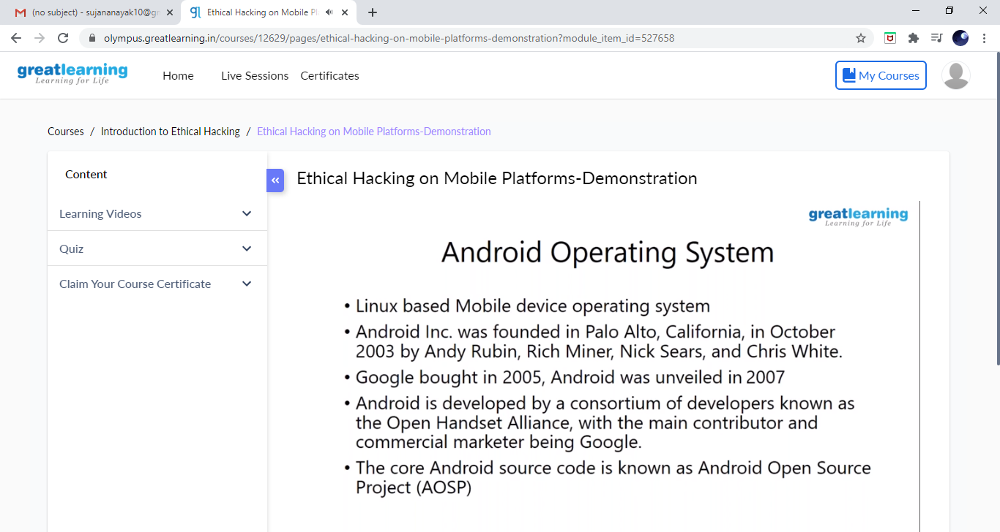 (no subject) - sujananayak10@gr
Ethical Hacking on Mobile Pl
olympus.greatlearning.in/courses/12629/pages/ethical-hacking-on-mobile-platforms-demonstration?module_item_id=527658
greatlearning
Learning for Life
Home
Live Sessions
Certificates
My Courses
Courses / Introduction to Ethical Hacking / Ethical Hacking on Mobile Platforms-Demonstration
Content
Learning Videos
Quiz
Claim Your Course Certificate
Ethical Hacking on Mobile Platforms-Demonstration
greatlearning
Learning for Life
Android Operating System
• Linux based Mobile device operating system
• Android Inc. was founded in Palo Alto, California, in October
2003 by Andy Rubin, Rich Miner, Nick Sears, and Chris White.
• Google bought in 2005, Android was unveiled in 2007
• Android is developed by a consortium of developers known as
the Open Handset Alliance, with the main contributor and
commercial marketer being Google.
• The core Android source code is known as Android Open Source
Project (AOSP)